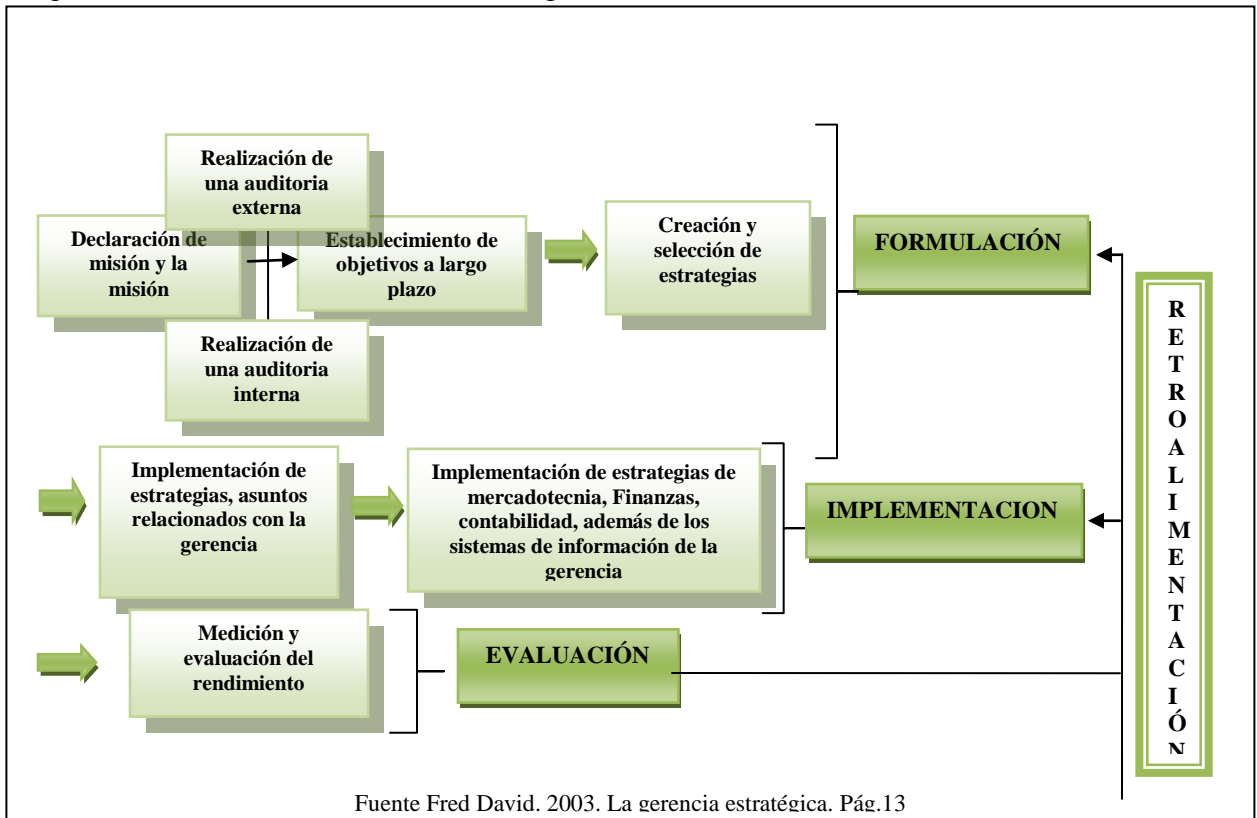 Realización de
una auditoria
externa
Declaración de
misión y la
misión
Establecimiento de
objetivos a largo
plazo
Realización de
una auditoria
interna
Creación y
selección de
estrategias
FORMULACIÓN
Implementación de
estrategias, asuntos
relacionados con la
gerencia
Implementación de estrategias de
mercadotecnia, Finanzas,
contabilidad, además de los
sistemas de información de la
gerencia
IMPLEMENTACION
Medición y
evaluación del
rendimiento
EVALUACIÓN
R
E
T
R
O
A
L
I
M
E
N
T
A
C
I
Ó
N
Fuente Fred David. 2003. La gerencia estratégica. Pág.13